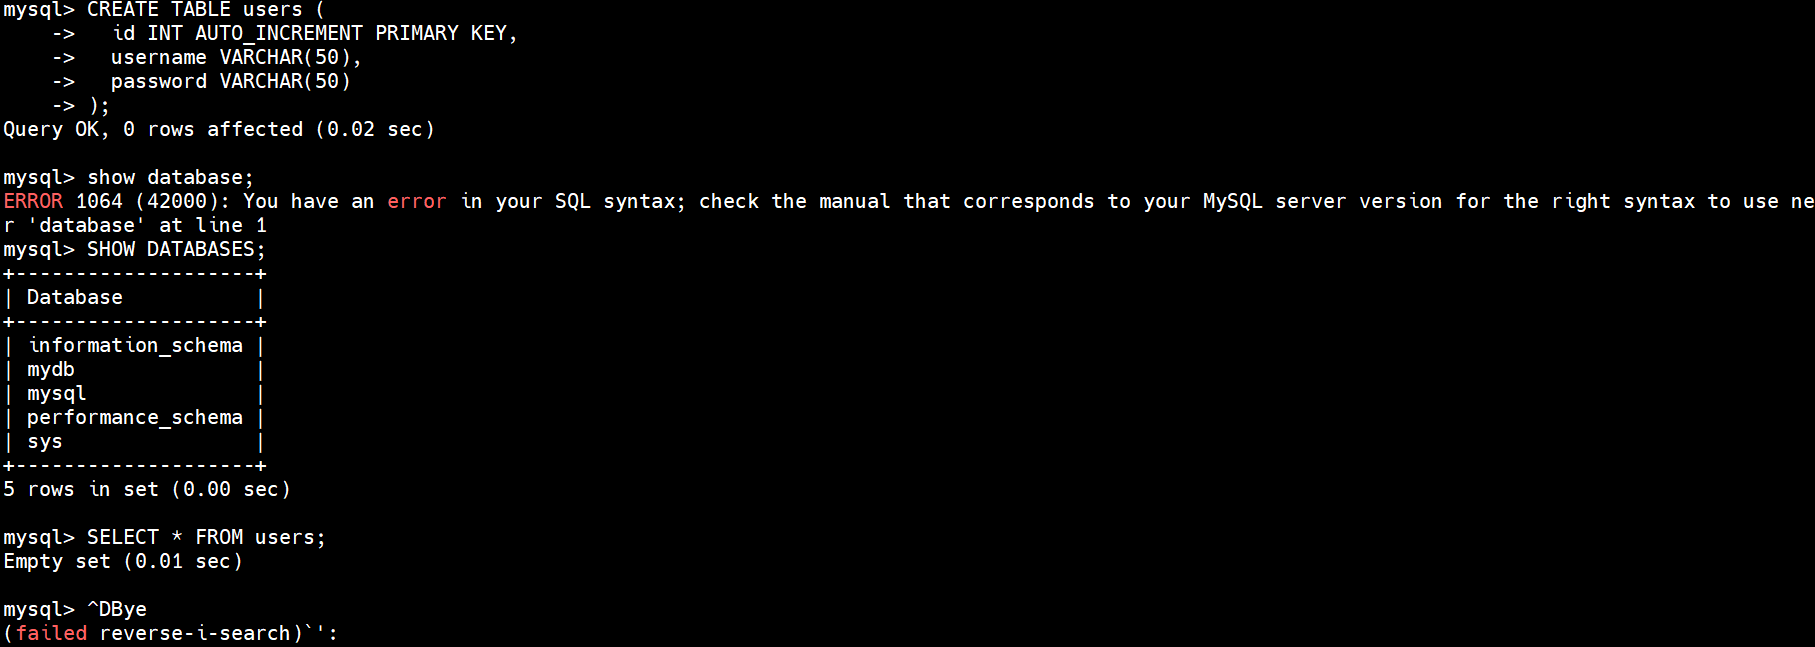 mysql> CREATE TABLE users (
    ->   id INT AUTO_INCREMENT PRIMARY KEY,
    ->   username VARCHAR(50),
    ->   password VARCHAR(50)
    -> );
Query OK, 0 rows affected (0.02 sec)

mysql> show database;
ERROR 1064 (42000): You have an error in your SQL syntax; check the manual that corresponds to your MySQL server version for the right syntax to use ne
r 'database' at line 1
mysql> SHOW DATABASES;
+--------------------+
| Database           |
+--------------------+
| information_schema |
| mydb               |
| mysql              |
| performance_schema |
| sys                |
+--------------------+
5 rows in set (0.00 sec)

mysql> SELECT * FROM users;
Empty set (0.01 sec)

mysql> ^DBye
(failed reverse-i-search)`':